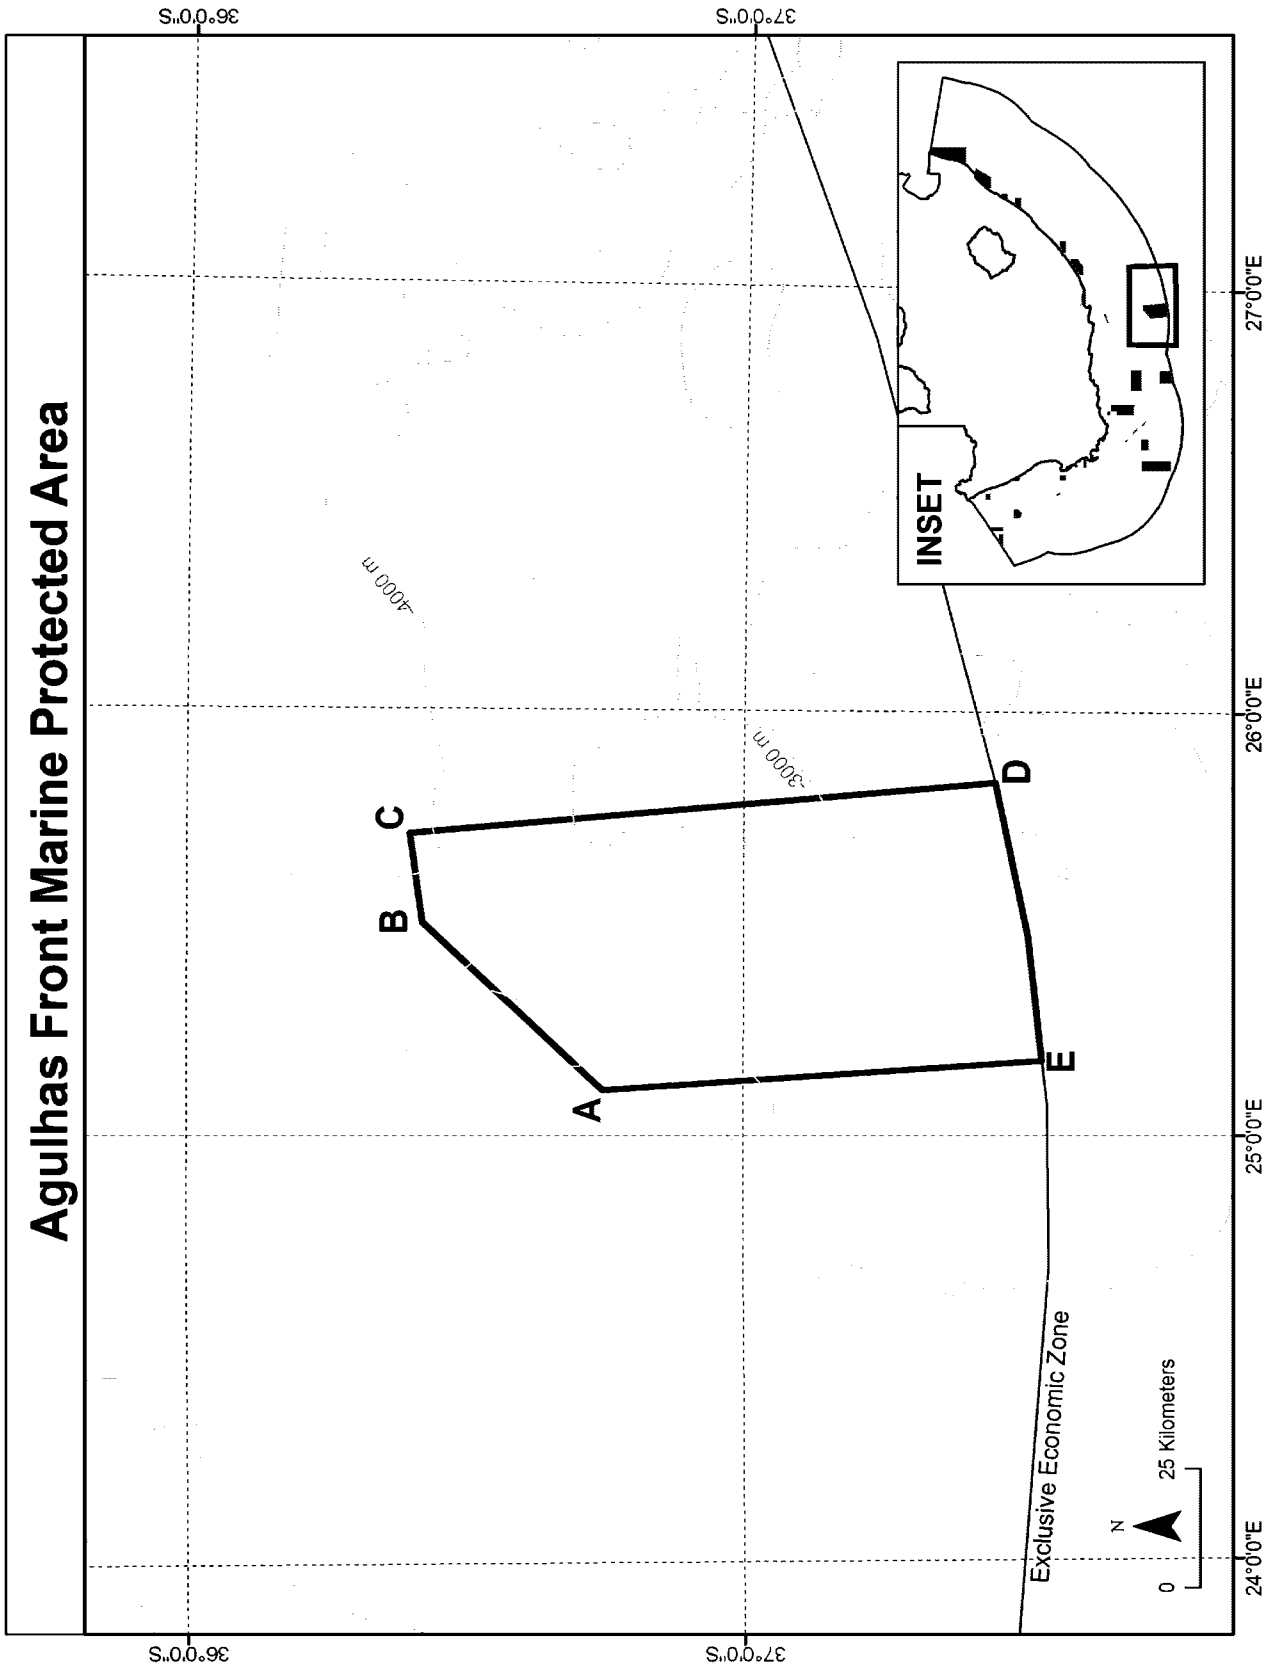 Agulhas Front Marine Protected Area
36°0'0"S
36°0'0"S
-4000 m
C
B
A
37°0'0"S
37°0'0"S
-3000 m
D
E
Exclusive Economic Zone
INSET
N
0 25 Kilometers
24°0'0"E 25°0'0"E 26°0'0"E 27°0'0"E